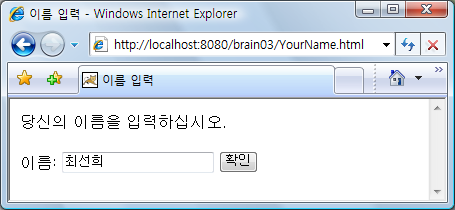 이름 입력 - Windows Internet Explorer
http://localhost:8080/brain03/YourName.html
이름 입력
당신의 이름을 입력하십시오.
이름: 최선희 확인